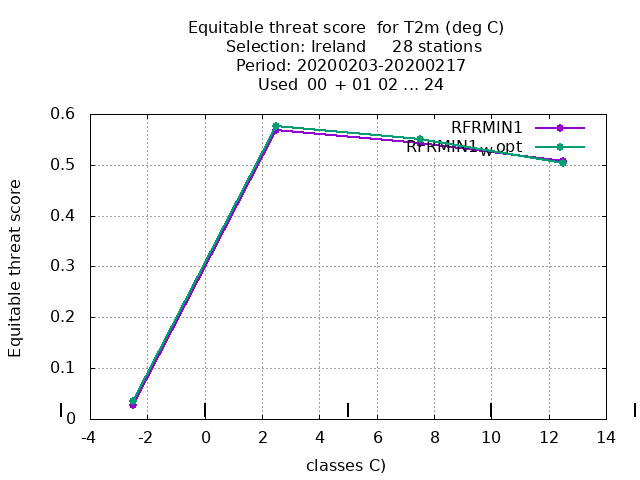 Equitable threat score for T2m (deg C)
Selection: Ireland 28 stations
Period: 20200203-20200217
Used 00 + 01 02 ... 24
RFRMIN1
RFRMIN1_w opt
Equitable threat score
0.6
0.5
0.4
0.3
0.2
0.1
0
-4 -2 0 2 4 6 8 10 12 14
classes C)